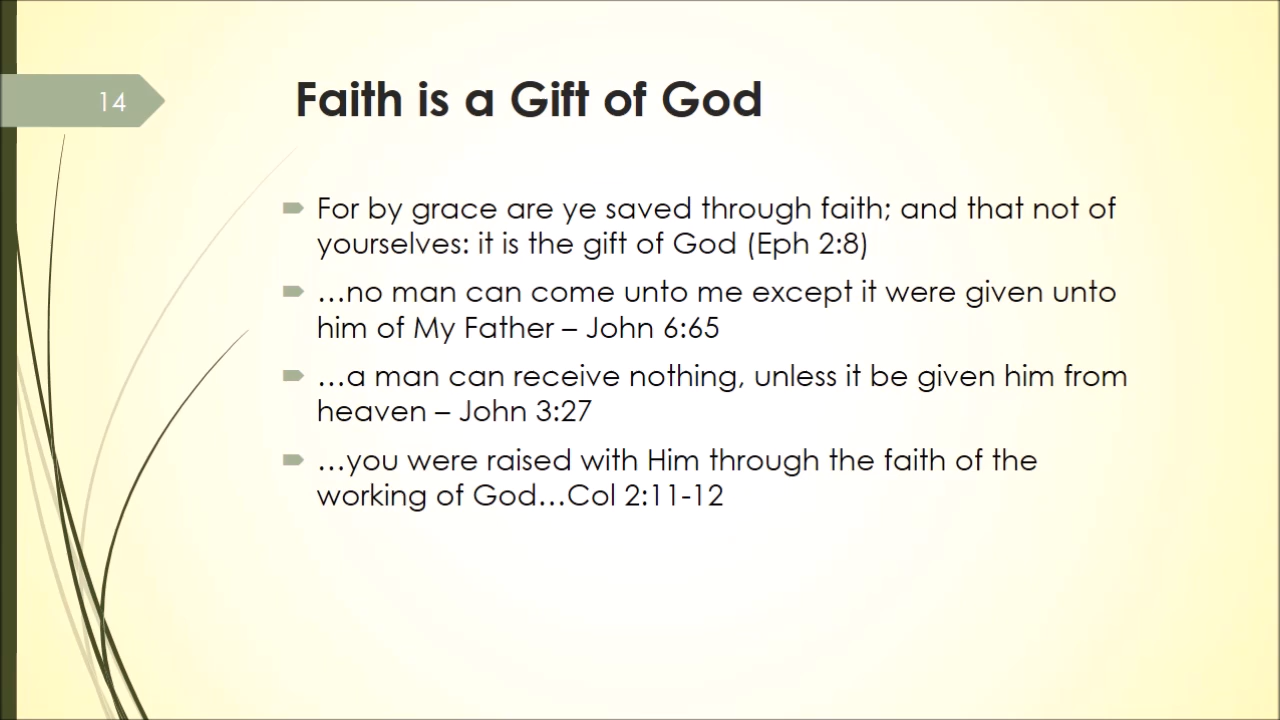 14
Faith is a Gift of God
For by grace are ye saved through faith; and that not of
yourselves: it is the gift of God (Eph 2:8)
…no man can come unto me except it were given unto
him of My Father – John 6:65
…a man can receive nothing, unless it be given him from
heaven – John 3:27
…you were raised with Him through the faith of the
working of God…Col 2:11-12